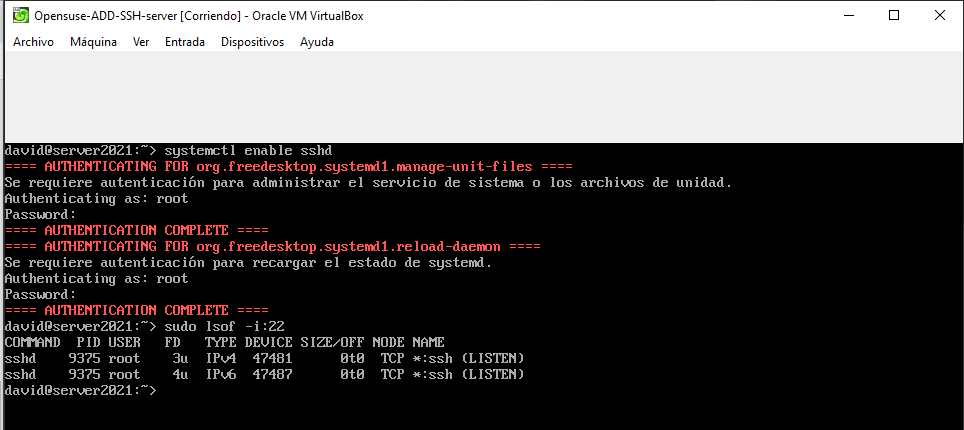 Opensuse-ADD-SSH-server [Corriendo] - Oracle VM VirtualBox
Archivo Máquina Ver Entrada Dispositivos Ayuda
david@server2021:~> systemctl enable sshd
==== AUTHENTICATING FOR org.freedesktop.systemd1.manage-unit-files ====
Se requiere autenticación para administrar el servicio de sistema o los archivos de unidad.
Authenticating as: root
Password:
==== AUTHENTICATION COMPLETE ====
==== AUTHENTICATING FOR org.freedesktop.systemd1.reload-daemon ====
Se requiere autenticación para recargar el estado de systemd.
Authenticating as: root
Password:
==== AUTHENTICATION COMPLETE ====
david@server2021:~> sudo lsof -i:22
COMMAND  PID USER   FD   TYPE DEVICE SIZE/OFF NODE NAME
sshd    9375 root    3u  IPv4  47481      0t0  TCP *:ssh (LISTEN)
sshd    9375 root    4u  IPv6  47487      0t0  TCP *:ssh (LISTEN)
david@server2021:~>